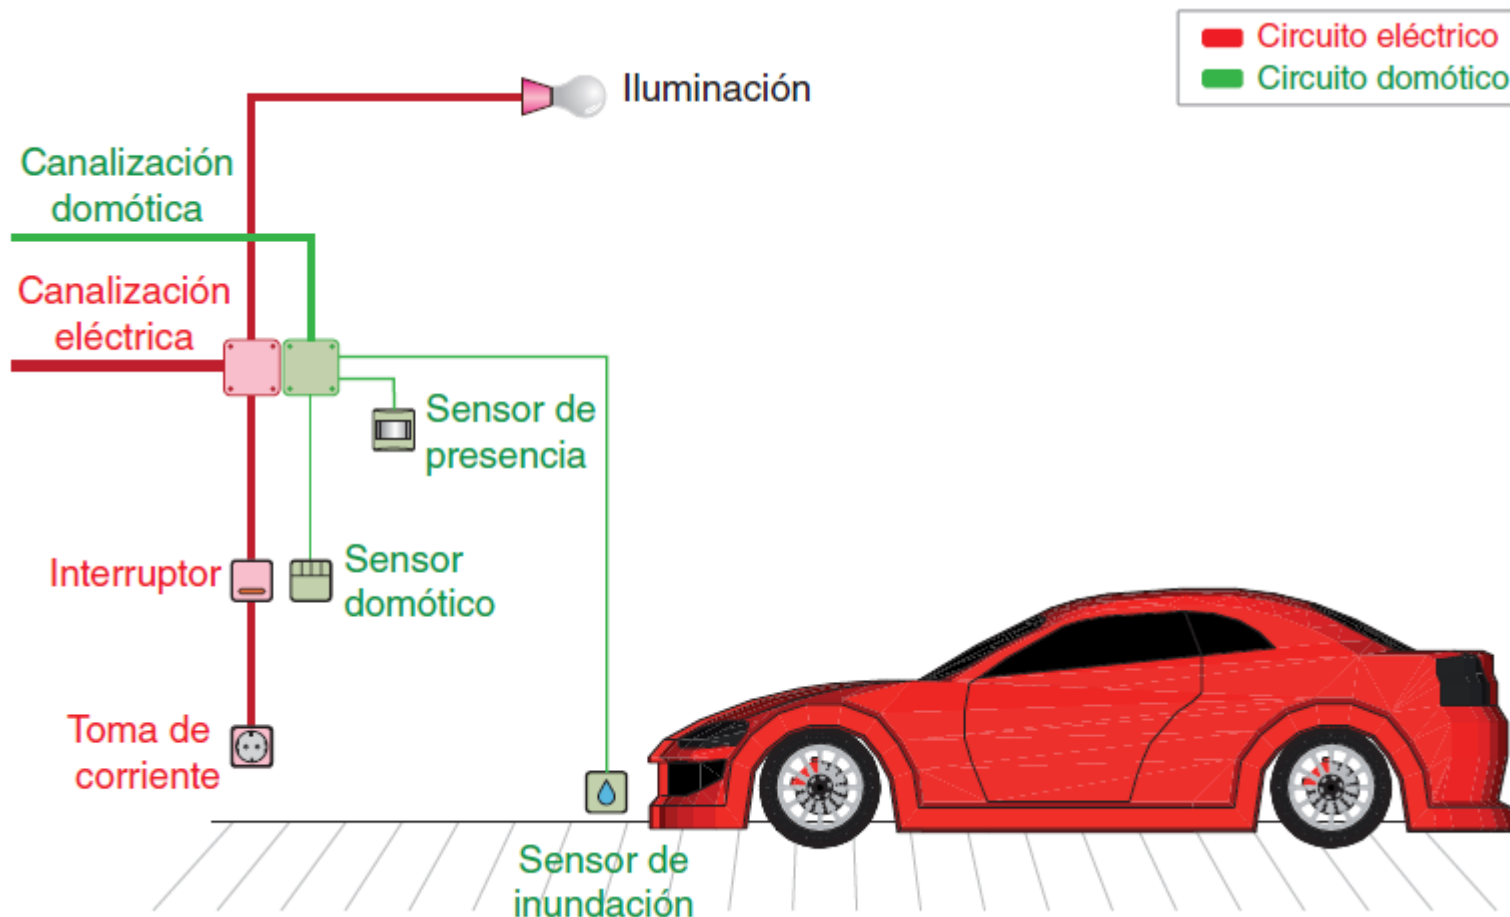 Circuito eléctrico
Circuito domótico
Iluminación
Canalización
domótica
Canalización
eléctrica
Sensor de
presencia
Interruptor
Sensor
domótico
Toma de
corriente
Sensor de
inundación